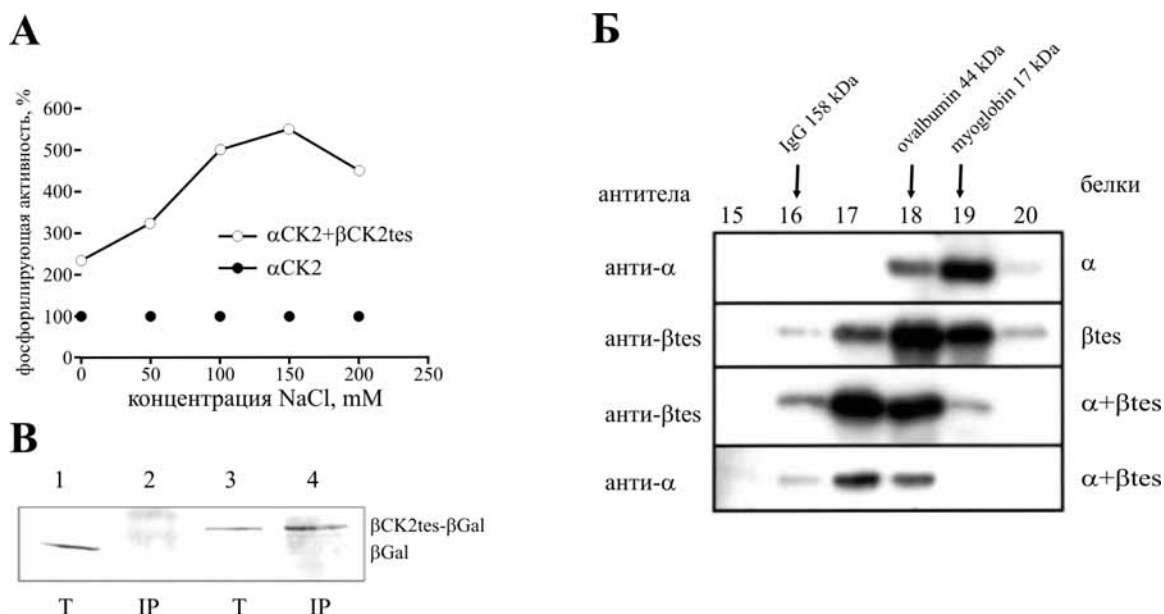 А
фосфорилирующая активность, %
600
500
400
300
200
100
0
αCK2+βCK2tes
αCK2
0 50 100 150 200 250
концентрация NaCl, mM
Б
IgG 158 kDa
ovalbumin 44 kDa
myoglobin 17 kDa
антитела
белки
15 16 17 18 19 20
анти-α α
анти-βtes βtes
анти-βtes α+βtes
анти-α α+βtes
В
1 2 3 4
βCK2tes-βGal
βGal
T IP T IP